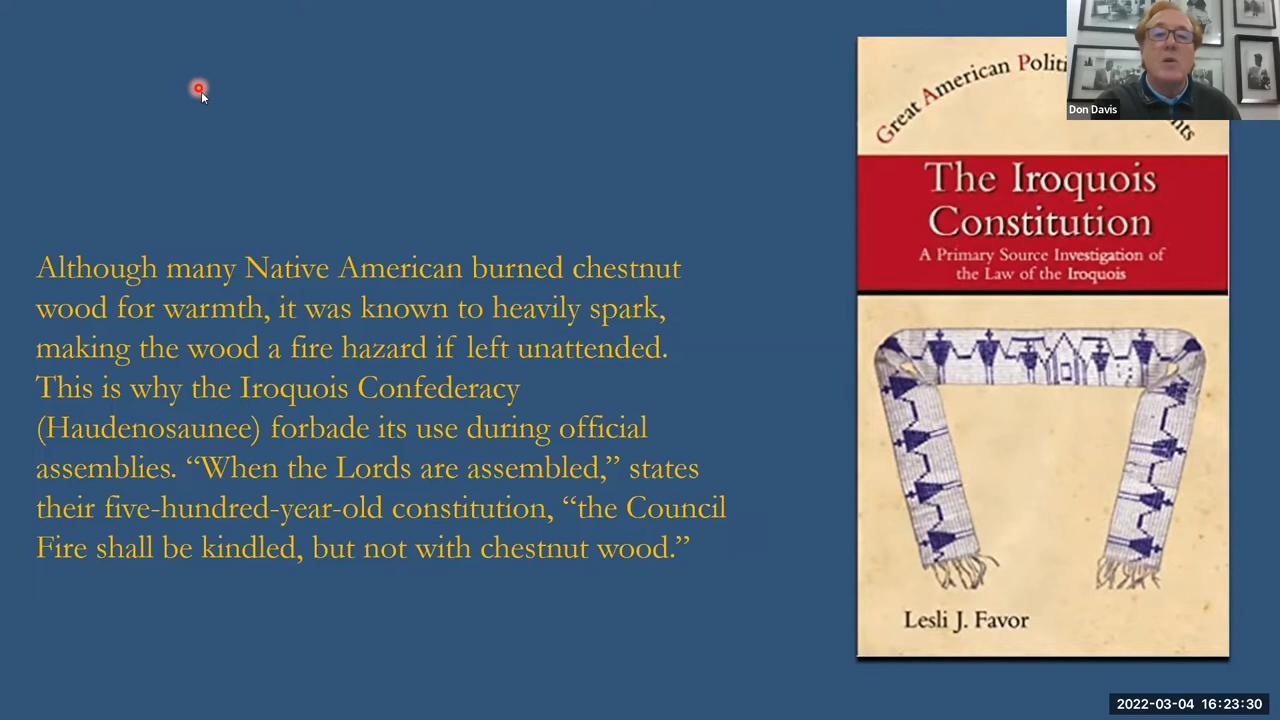 Although many Native American burned chestnut
wood for warmth, it was known to heavily spark,
making the wood a fire hazard if left unattended.
This is why the Iroquois Confederacy
(Haudenosaunee) forbade its use during official
assemblies. “When the Lords are assembled,” states
their five-hundred-year-old constitution, “the Council
Fire shall be kindled, but not with chestnut wood.”
Great American
The Iroquois
Constitution
A Primary Source Investigation of
the Law of the Iroquois
Lesli J. Favor
Don Davis
2022-03-04 16:23:30